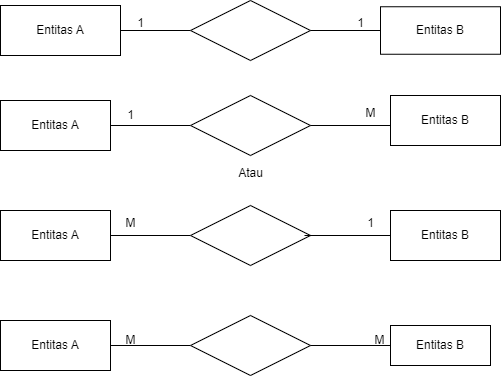 Entitas A 1 1 Entitas B
Entitas A 1 M Entitas B
Atau
Entitas A M 1 Entitas B
Entitas A M M Entitas B